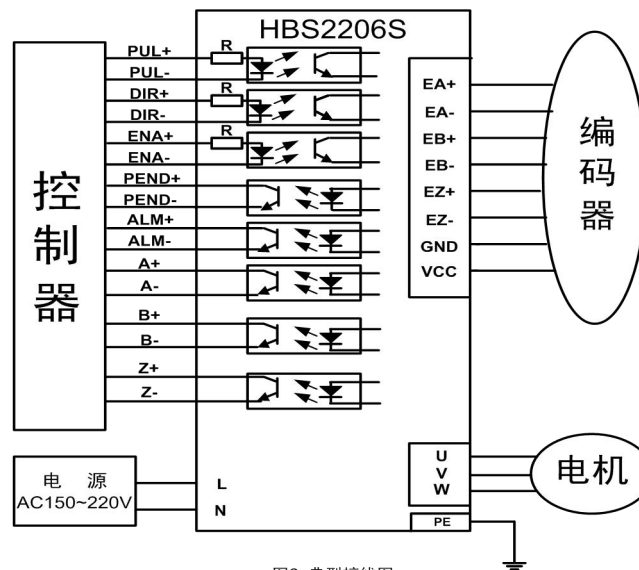 HBS2206S
控制器
PUL+
R
PUL-
DIR+
R
DIR-
ENA+
R
ENA-
PEND+
PEND-
ALM+
ALM-
A+
A-
B+
B-
Z+
Z-
EA+
EA-
EB+
EB-
EZ+
EZ-
GND
VCC
编码器
电 源
AC150~220V
L
N
U
V
W
电机
PE